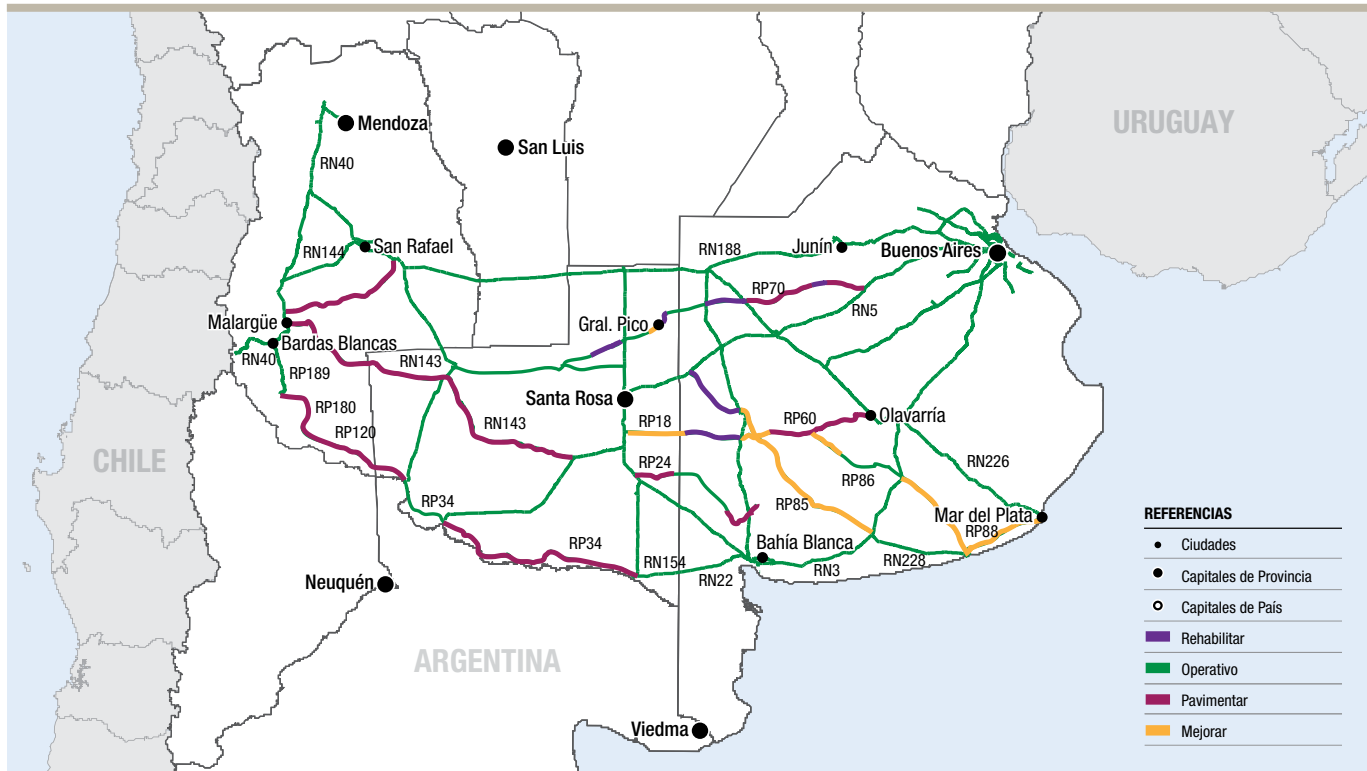 URUGUAY
Mendoza
San Luis
RN40
San Rafael
RN144
RN188
Junín
Buenos Aires
RP70
RN5
Malargüe
Gral. Pico
Bardas Blancas
RN40
RN143
RP189
Santa Rosa
RP180
RP120
RN143
RP18
RP60
Olavarría
CHILE
RP24
RP86
RN226
RP34
RP85
Mar del Plata
RP88
RP34
Bahía Blanca
RN154
RN22
RN3
RN228
Neuquén
ARGENTINA
Viedma
REFERENCIAS
Ciudades
Capitales de Provincia
Capitales de País
Rehabilitar
Operativo
Pavimentar
Mejorar